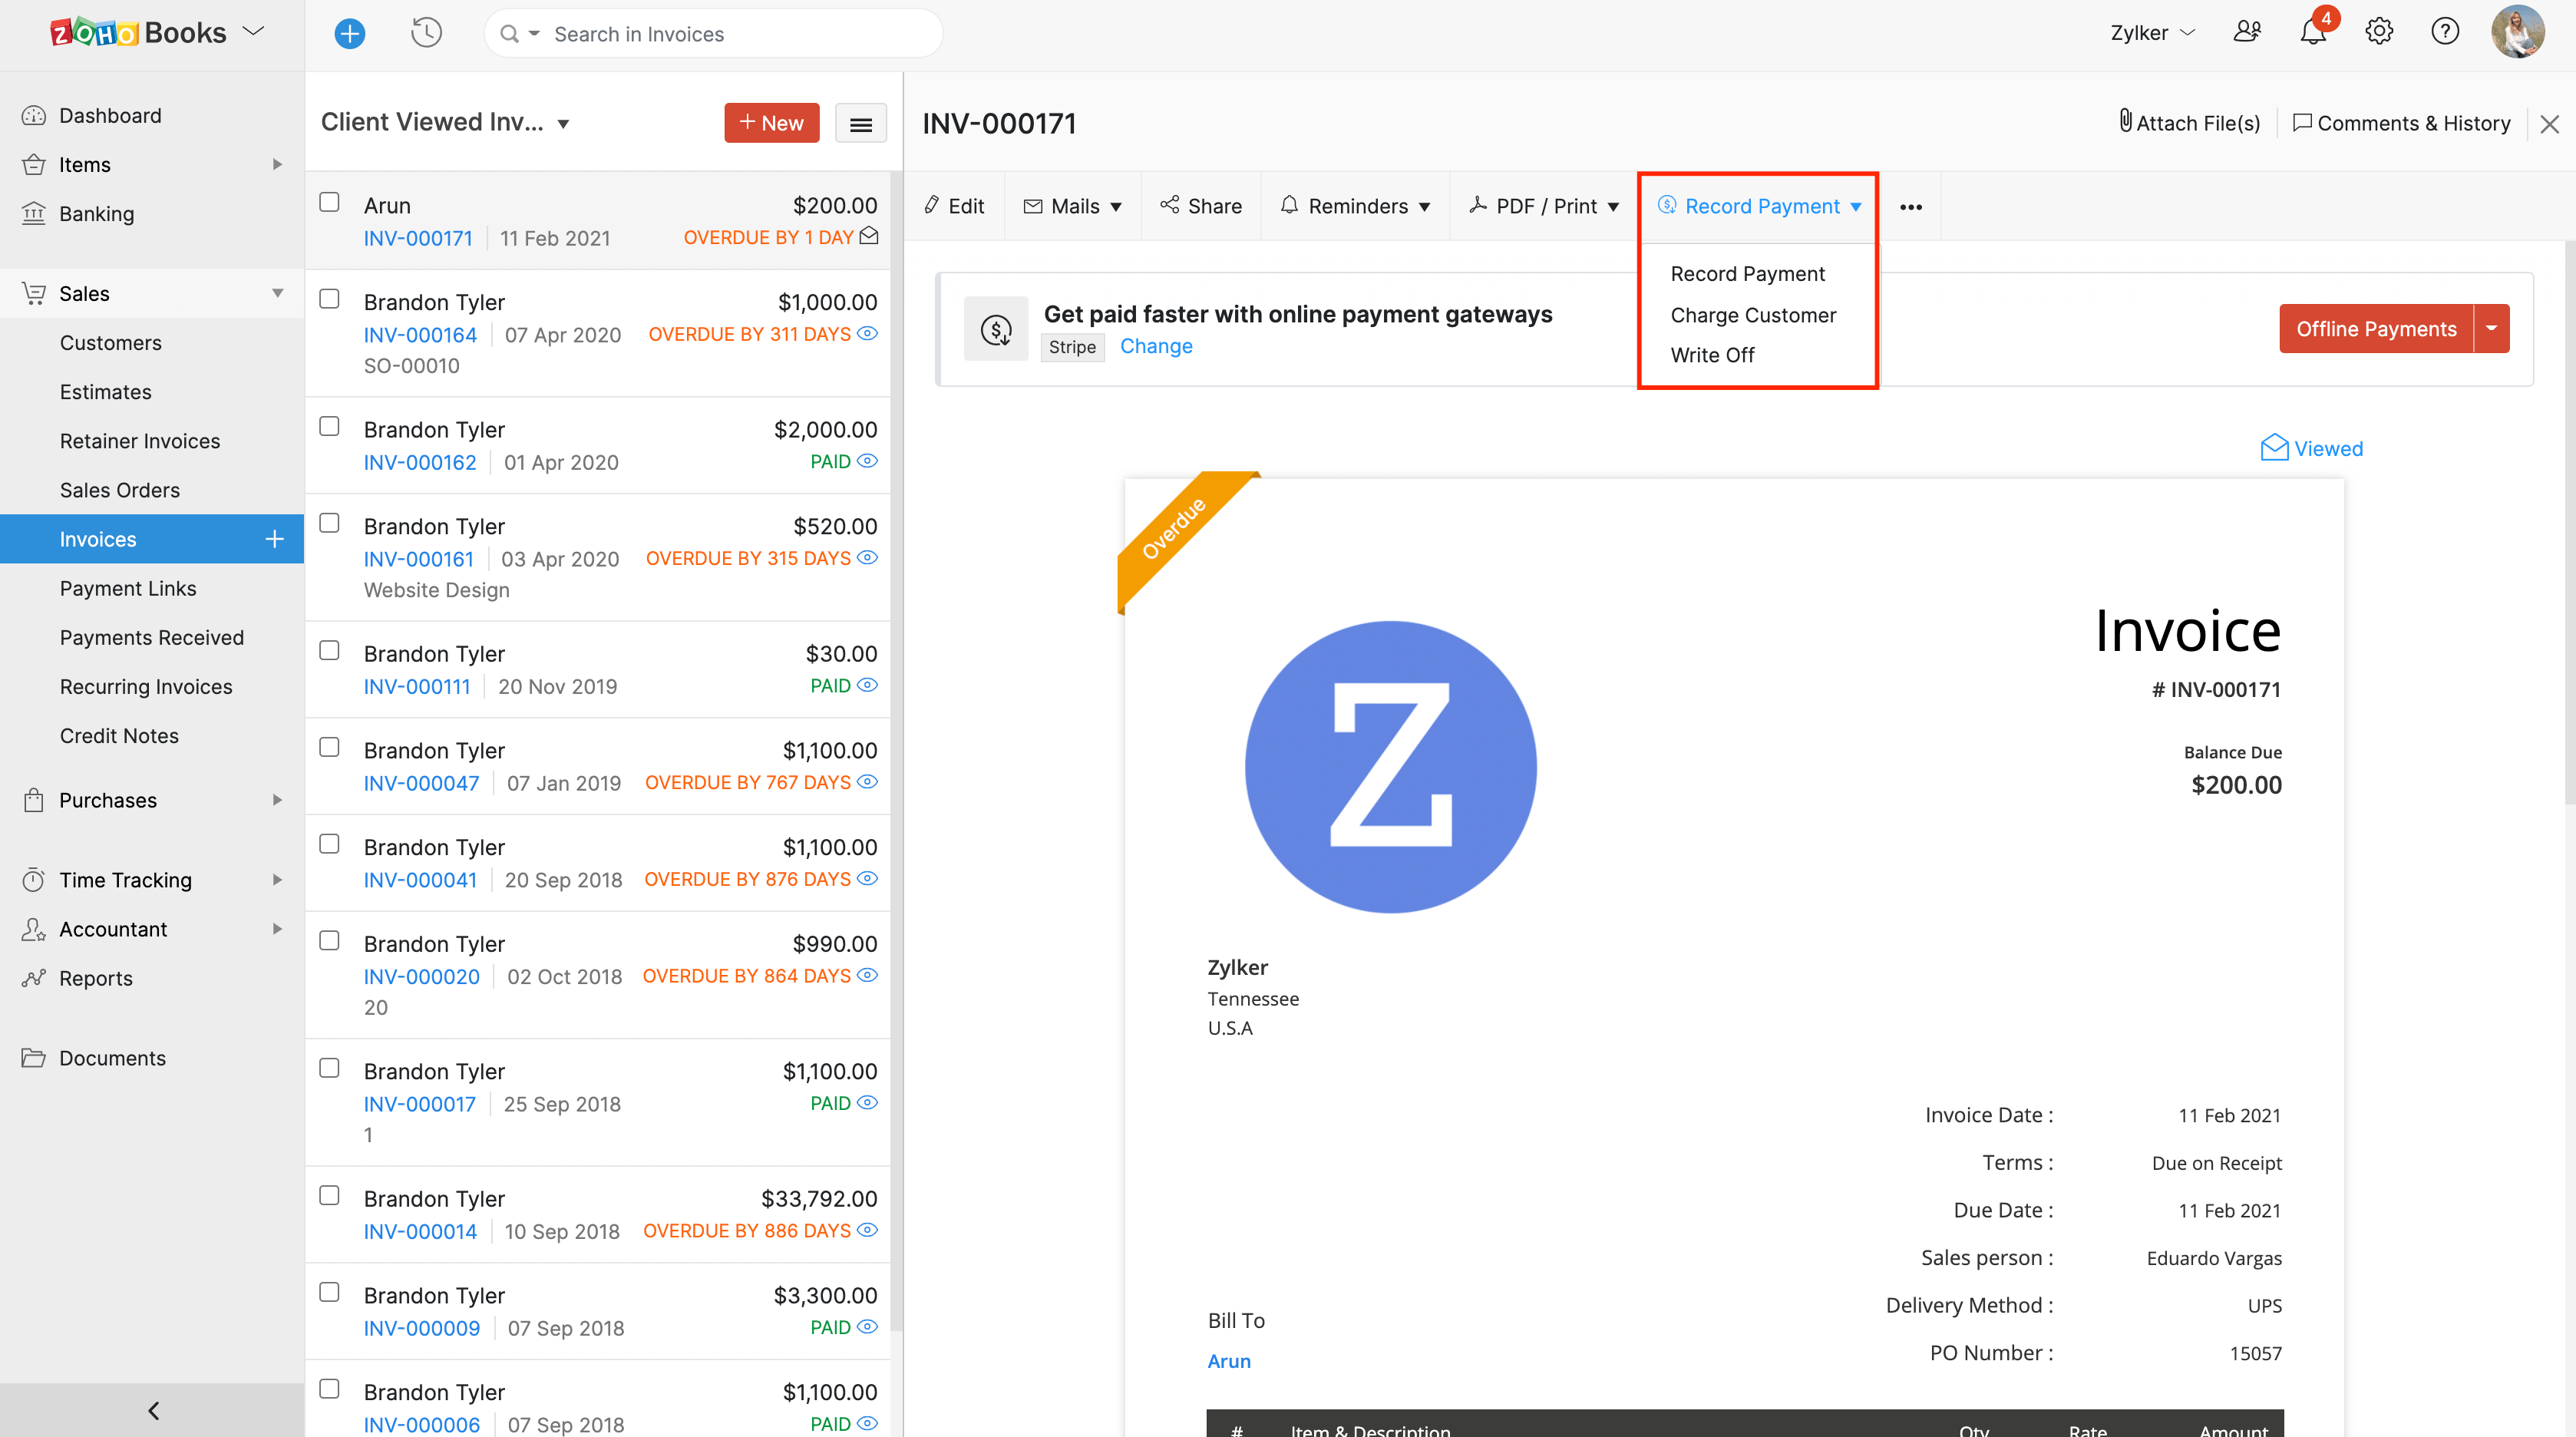 ZOHO Books
Search in Invoices
Zylker
4
Dashboard
Items
Banking
Sales
Customers
Estimates
Retainer Invoices
Sales Orders
Invoices
Payment Links
Payments Received
Recurring Invoices
Credit Notes
Purchases
Time Tracking
Accountant
Reports
Documents
Client Viewed Inv...
+ New
Arun $200.00
INV-000171 11 Feb 2021 OVERDUE BY 1 DAY
Brandon Tyler $1,000.00
INV-000164 07 Apr 2020 OVERDUE BY 311 DAYS
SO-00010
Brandon Tyler $2,000.00
INV-000162 01 Apr 2020 PAID
Brandon Tyler $520.00
INV-000161 03 Apr 2020 OVERDUE BY 315 DAYS
Website Design
Brandon Tyler $30.00
INV-000111 20 Nov 2019 PAID
Brandon Tyler $1,100.00
INV-000047 07 Jan 2019 OVERDUE BY 767 DAYS
Brandon Tyler $1,100.00
INV-000041 20 Sep 2018 OVERDUE BY 876 DAYS
Brandon Tyler $990.00
INV-000020 02 Oct 2018 OVERDUE BY 864 DAYS
20
Brandon Tyler $1,100.00
INV-000017 25 Sep 2018 PAID
1
Brandon Tyler $33,792.00
INV-000014 10 Sep 2018 OVERDUE BY 886 DAYS
Brandon Tyler $3,300.00
INV-000009 07 Sep 2018 PAID
Brandon Tyler $1,100.00
INV-000006 07 Sep 2018 PAID
INV-000171
Attach File(s) Comments & History
Edit Mails Share Reminders PDF / Print Record Payment
Record Payment
Charge Customer
Write Off
Get paid faster with online payment gateways
Stripe Change
Offline Payments
Viewed
Overdue
Z
Invoice
# INV-000171
Balance Due
$200.00
Zylker
Tennessee
U.S.A
Invoice Date : 11 Feb 2021
Terms : Due on Receipt
Due Date : 11 Feb 2021
Sales person : Eduardo Vargas
Delivery Method : UPS
PO Number : 15057
Bill To
Arun
# Item & Description Qty Rate Amount